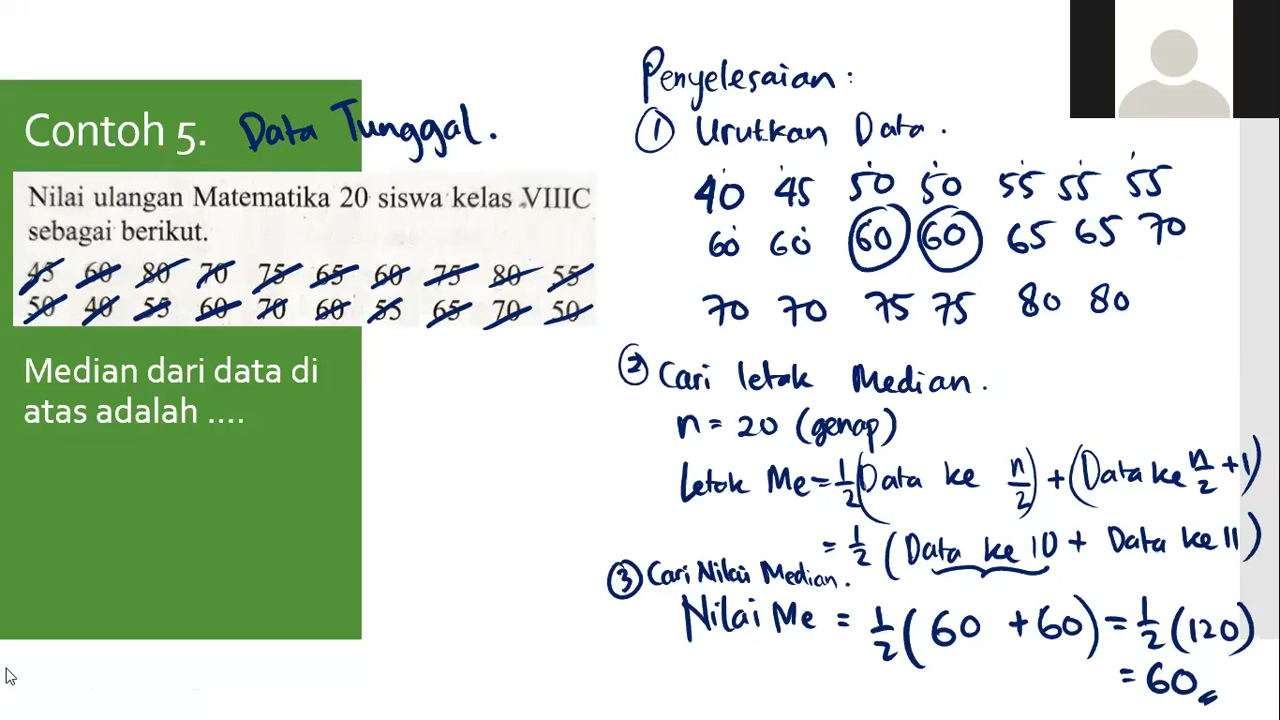 Contoh 5. Data Tunggal.
Nilai ulangan Matematika 20 siswa kelas VIIIC
sebagai berikut.
45 60 80 70 75 65 60 75 80 55
50 40 55 60 70 60 55 65 70 50
Median dari data di
atas adalah ....
Penyelesaian :
① Urutkan Data .
40 45 50 50 55 55 55
60 60 60 60 65 65 70
70 70 75 75 80 80
② Cari letak Median .
n = 20 (genap)
Letak Me = 1/2 (Data ke n/2) + (Data ke n/2 + 1)
= 1/2 (Data ke 10 + Data ke 11)
③ Cari Nilai Median .
Nilai Me = 1/2 (60 + 60) = 1/2 (120)
= 60